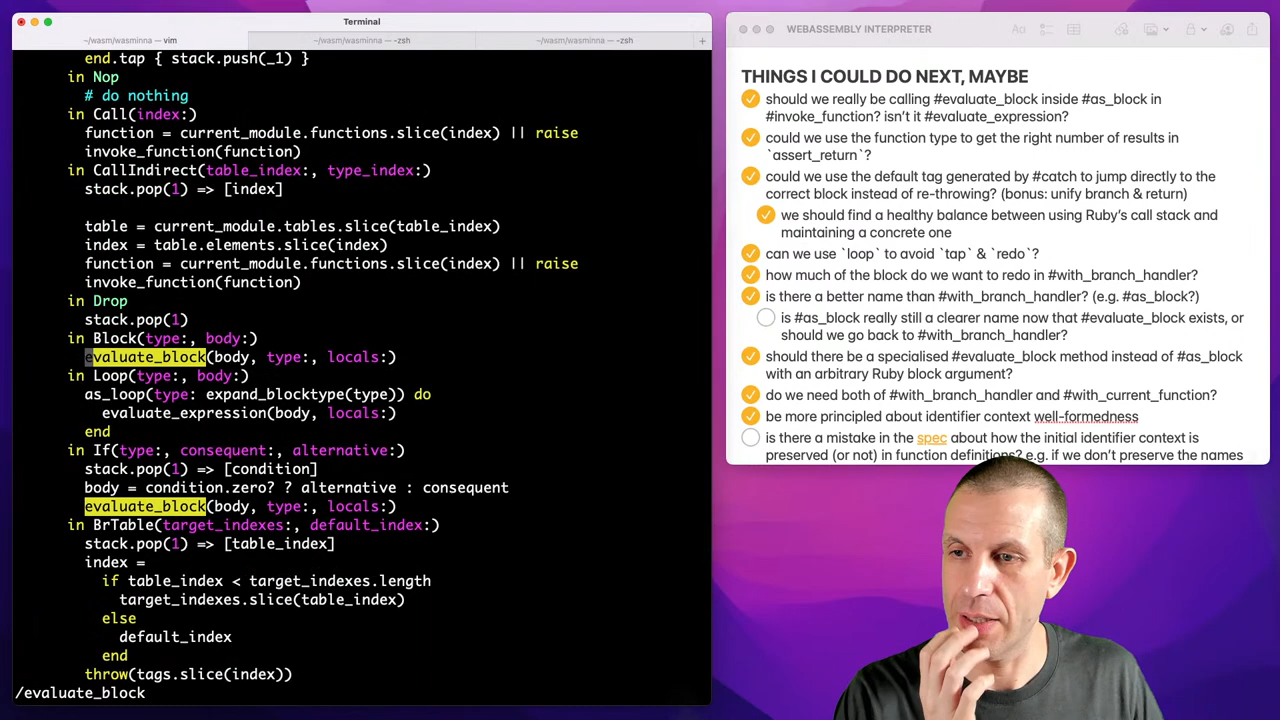 Terminal
~/wasm/wasminna — vim
~/wasm/wasminna — -zsh
~/wasm/wasminna — -zsh
+
end.tap { stack.push(_1) }
in Nop
# do nothing
in Call(index:)
function = current_module.functions.slice(index) || raise
invoke_function(function)
in CallIndirect(table_index:, type_index:)
stack.pop(1) => [index]
table = current_module.tables.slice(table_index)
index = table.elements.slice(index)
function = current_module.functions.slice(index) || raise
invoke_function(function)
in Drop
stack.pop(1)
in Block(type:, body:)
evaluate_block(body, type:, locals:)
in Loop(type:, body:)
as_loop(type: expand_blocktype(type)) do
evaluate_expression(body, locals:)
end
in If(type:, consequent:, alternative:)
stack.pop(1) => [condition]
body = condition.zero? ? alternative : consequent
evaluate_block(body, type:, locals:)
in BrTable(target_indexes:, default_index:)
stack.pop(1) => [table_index]
index =
if table_index < target_indexes.length
target_indexes.slice(table_index)
else
default_index
end
throw(tags.slice(index))
/evaluate_block
WEBASSEMBLY INTERPRETER
Aa
THINGS I COULD DO NEXT, MAYBE
should we really be calling #evaluate_block inside #as_block in
#invoke_function? isn’t it #evaluate_expression?
could we use the function type to get the right number of results in
`assert_return`?
could we use the default tag generated by #catch to jump directly to the
correct block instead of re-throwing? (bonus: unify branch & return)
we should find a healthy balance between using Ruby’s call stack and
maintaining a concrete one
can we use `loop` to avoid `tap` & `redo`?
how much of the block do we want to redo in #with_branch_handler?
is there a better name than #with_branch_handler? (e.g. #as_block?)
is #as_block really still a clearer name now that #evaluate_block exists, or
should we go back to #with_branch_handler?
should there be a specialised #evaluate_block method instead of #as_block
with an arbitrary Ruby block argument?
do we need both of #with_branch_handler and #with_current_function?
be more principled about identifier context well-formedness
is there a mistake in the spec about how the initial identifier context is
preserved (or not) in function definitions? e.g. if we don’t preserve the names